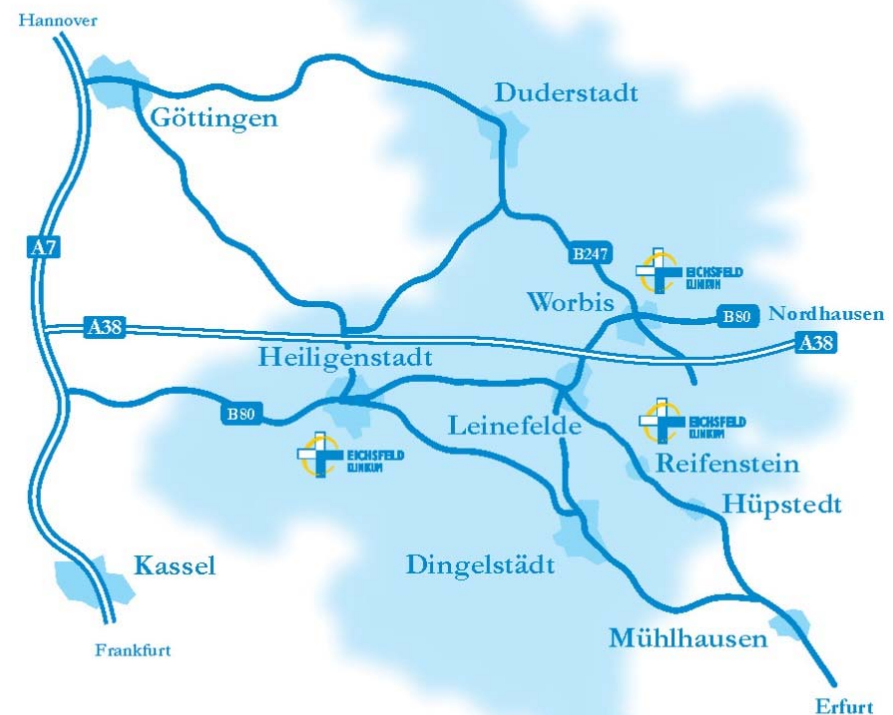 Hannover
Göttingen
Duderstadt
A7
B247
EICHSFELD
KLINIKUM
Worbis
B80
Nordhausen
A38
A38
Heiligenstadt
B80
Leinefelde
EICHSFELD
KLINIKUM
EICHSFELD
KLINIKUM
Reifenstein
Hüpstedt
Kassel
Dingelstädt
Mühlhausen
Frankfurt
Erfurt